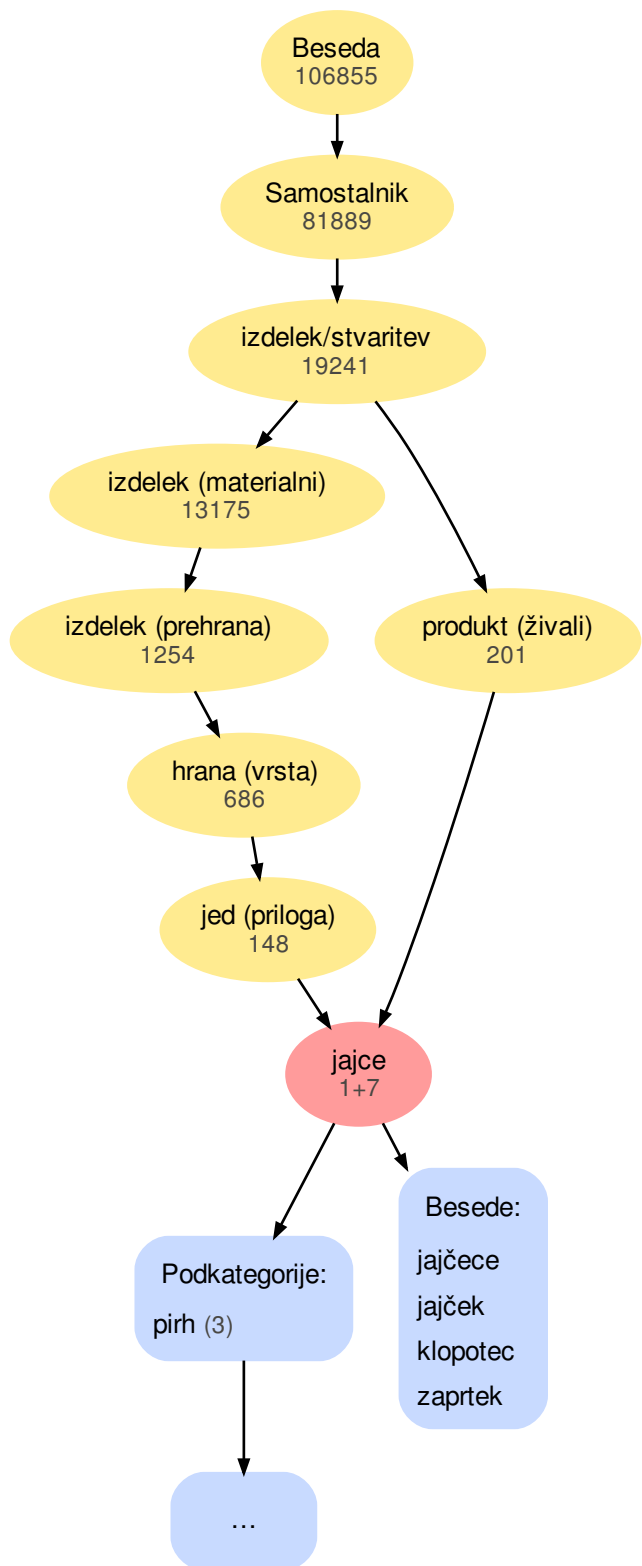 Beseda
106855
Samostalnik
81889
izdelek/stvaritev
19241
izdelek (materialni)
13175
izdelek (prehrana)
1254
produkt (živali)
201
hrana (vrsta)
686
jed (priloga)
148
jajce
1+7
Podkategorije:
pirh (3)
Besede:
jajčece
jajček
klopotec
zaprtek
…